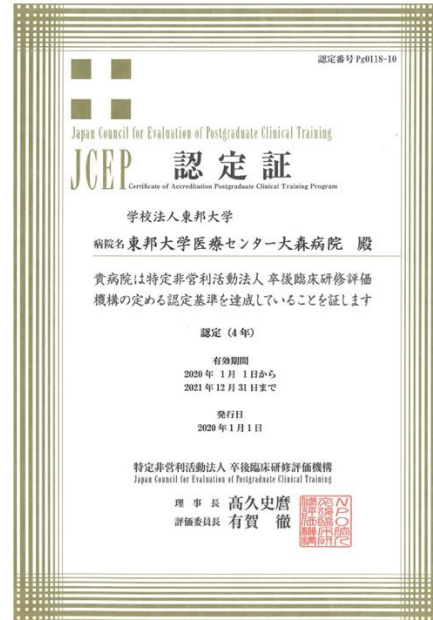 認定番号 Pg0118-10
Japan Council for Evaluation of Postgraduate Clinical Training
JCEP 認定証
Certificate of Accreditation Postgraduate Clinical Training Program
学校法人東邦大学
病院名 東邦大学医療センター大森病院 殿
貴病院は特定非営利活動法人 卒後臨床研修評価
機構の定める認定基準を達成していることを証します
認定（4年）
有効期間
2020年 1月 1日から
2021年 12月 31日まで
発行日
2020年1月1日
特定非営利活動法人 卒後臨床研修評価機構
Japan Council for Evaluation of Postgraduate Clinical Training
理事長 髙久史麿
評価委員長 有賀 徹